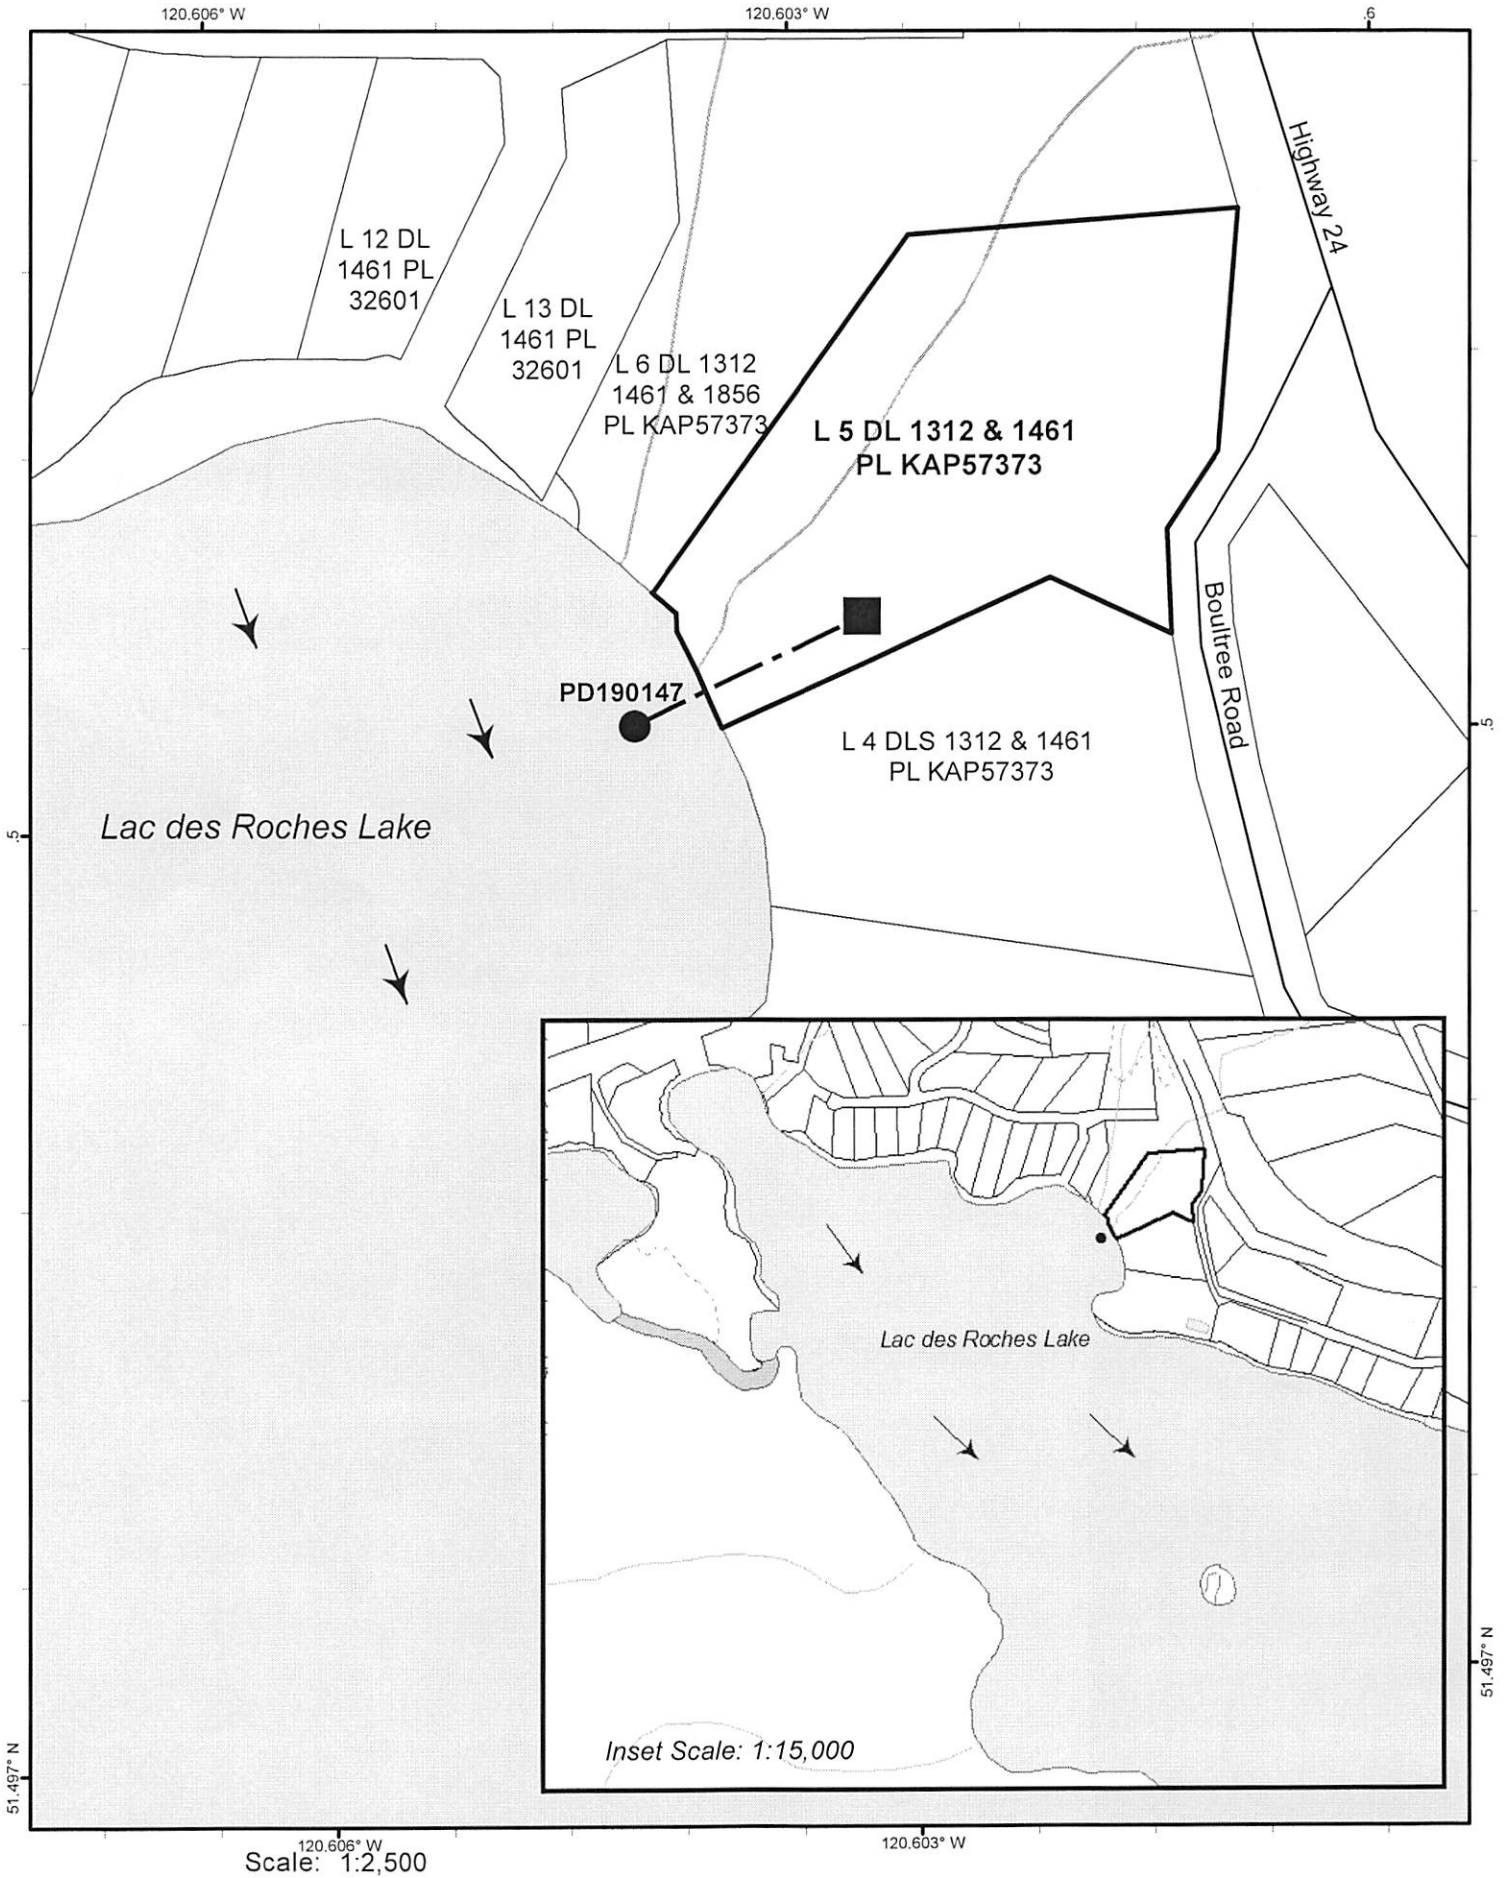 120.606° W
120.603° W
.6
Highway 24
L 12 DL
1461 PL
32601
L 13 DL
1461 PL
32601
L 6 DL 1312
1461 & 1856
PL KAP57373
L 5 DL 1312 & 1461
PL KAP57373
Boultree Road
PD190147
L 4 DLS 1312 & 1461
PL KAP57373
.5
.5
Lac des Roches Lake
Lac des Roches Lake
Inset Scale: 1:15,000
51.497° N
51.497° N
120.606° W
120.603° W
Scale: 1:2,500